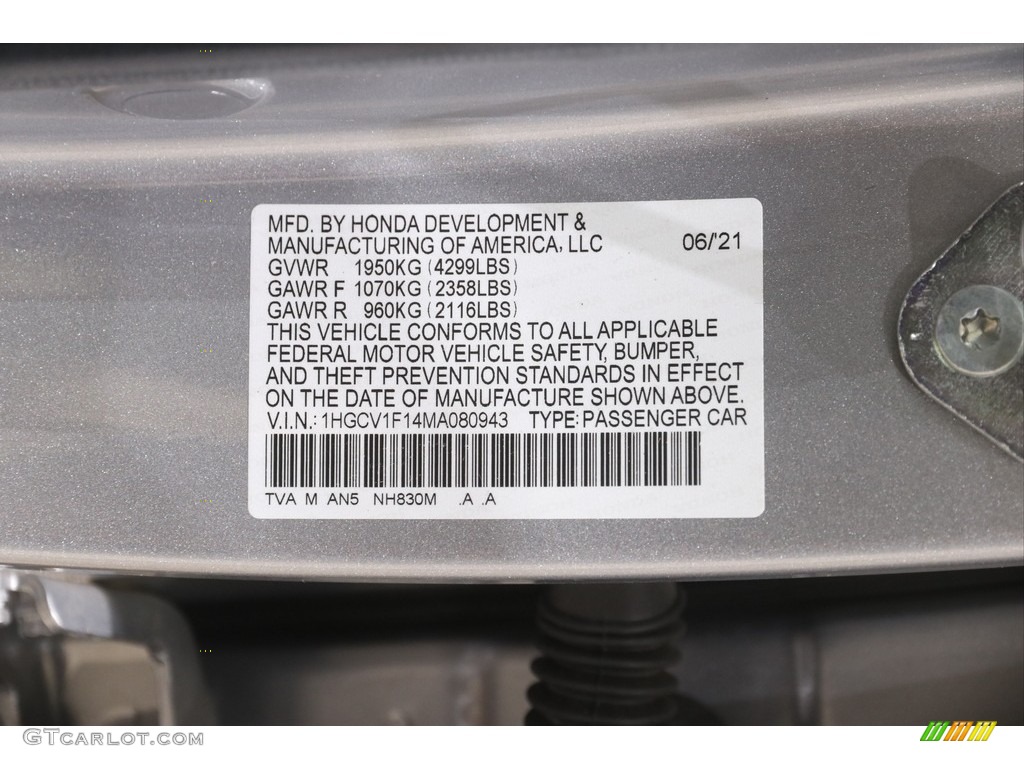 MFD. BY HONDA DEVELOPMENT &
MANUFACTURING OF AMERICA, LLC 06/'21
GVWR 1950KG (4299LBS)
GAWR F 1070KG (2358LBS)
GAWR R 960KG (2116LBS)
THIS VEHICLE CONFORMS TO ALL APPLICABLE
FEDERAL MOTOR VEHICLE SAFETY, BUMPER,
AND THEFT PREVENTION STANDARDS IN EFFECT
ON THE DATE OF MANUFACTURE SHOWN ABOVE.
V.I.N.: 1HGCV1F14MA080943 TYPE: PASSENGER CAR
TVA M AN5 NH830M .A .A
GTCarlot.com